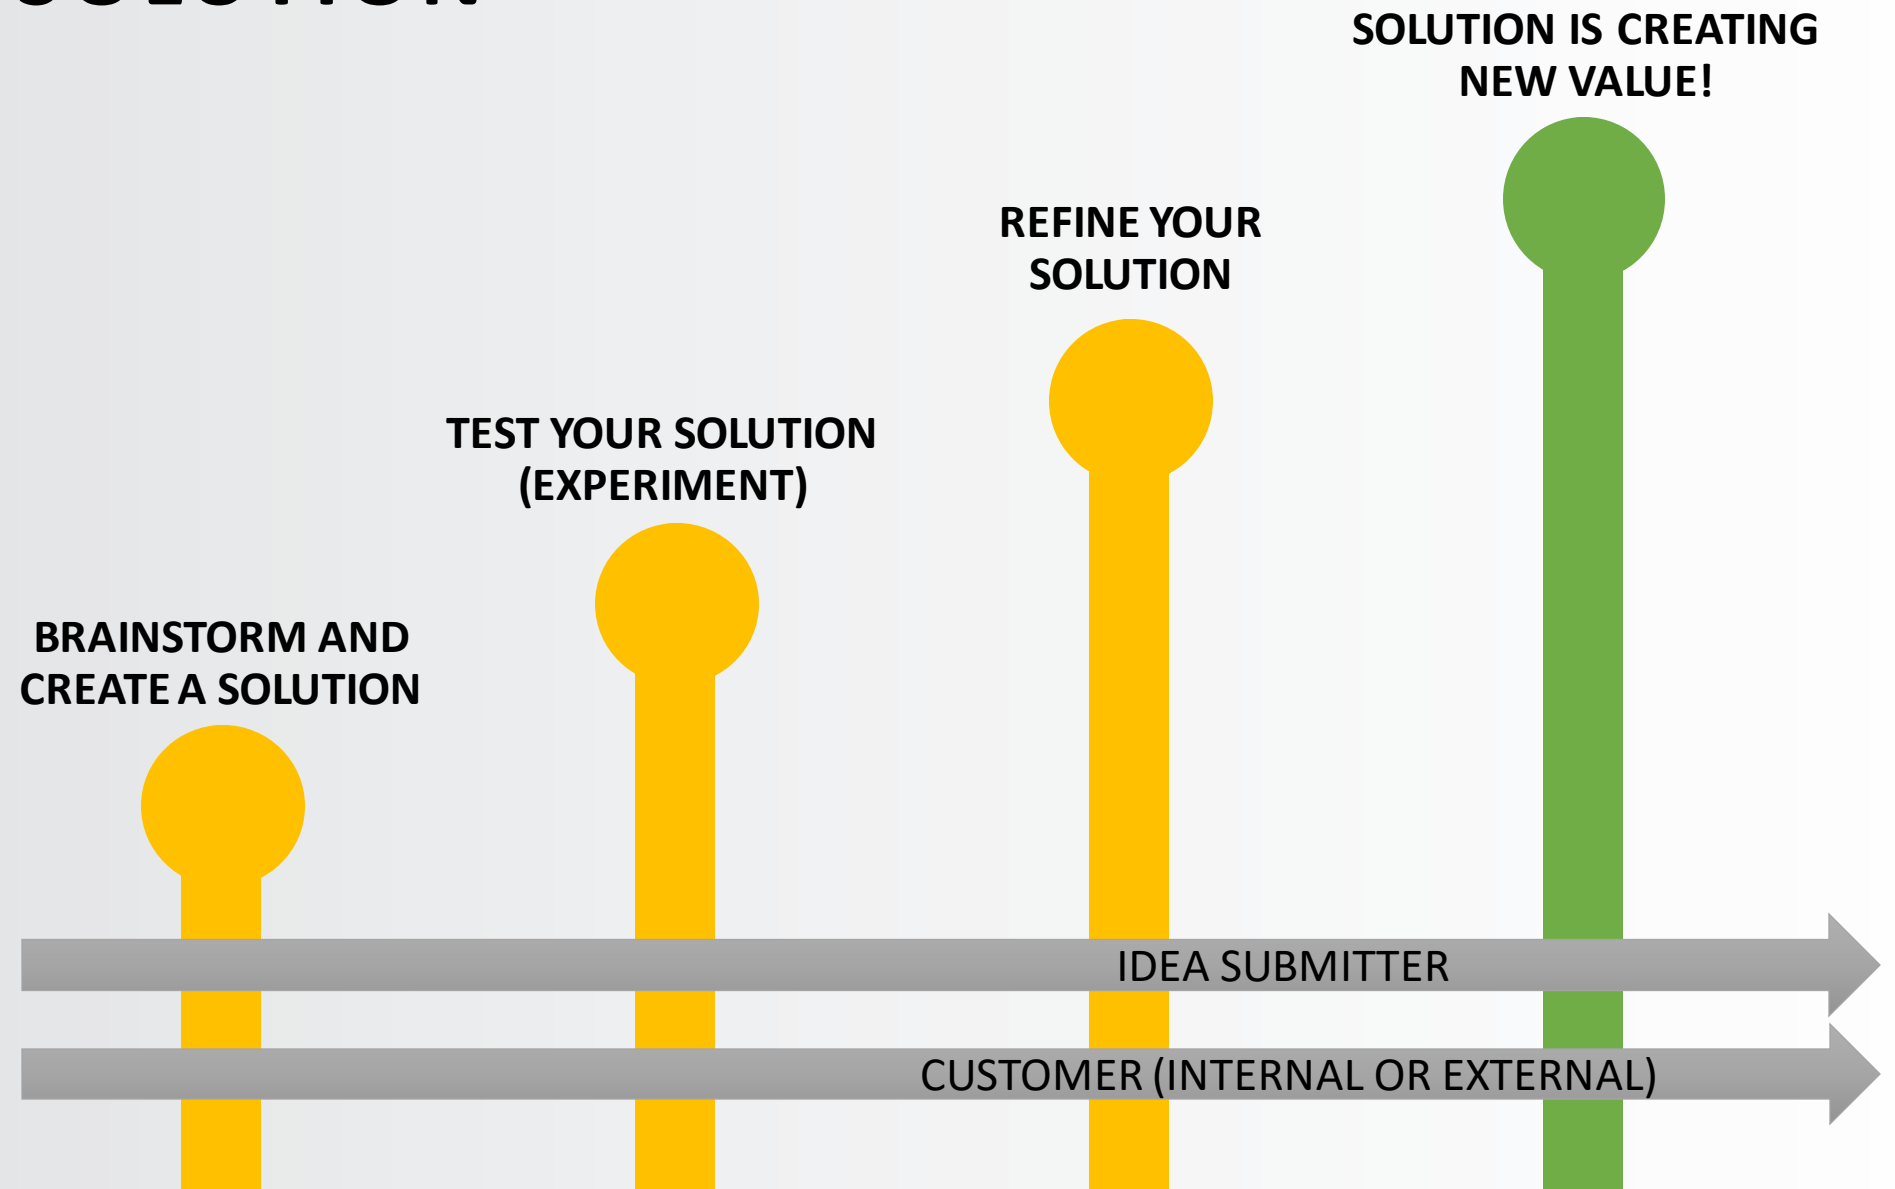 SOLUTION
SOLUTION IS CREATING
NEW VALUE!
REFINE YOUR
SOLUTION
TEST YOUR SOLUTION
(EXPERIMENT)
BRAINSTORM AND
CREATE A SOLUTION
IDEA SUBMITTER
CUSTOMER (INTERNAL OR EXTERNAL)